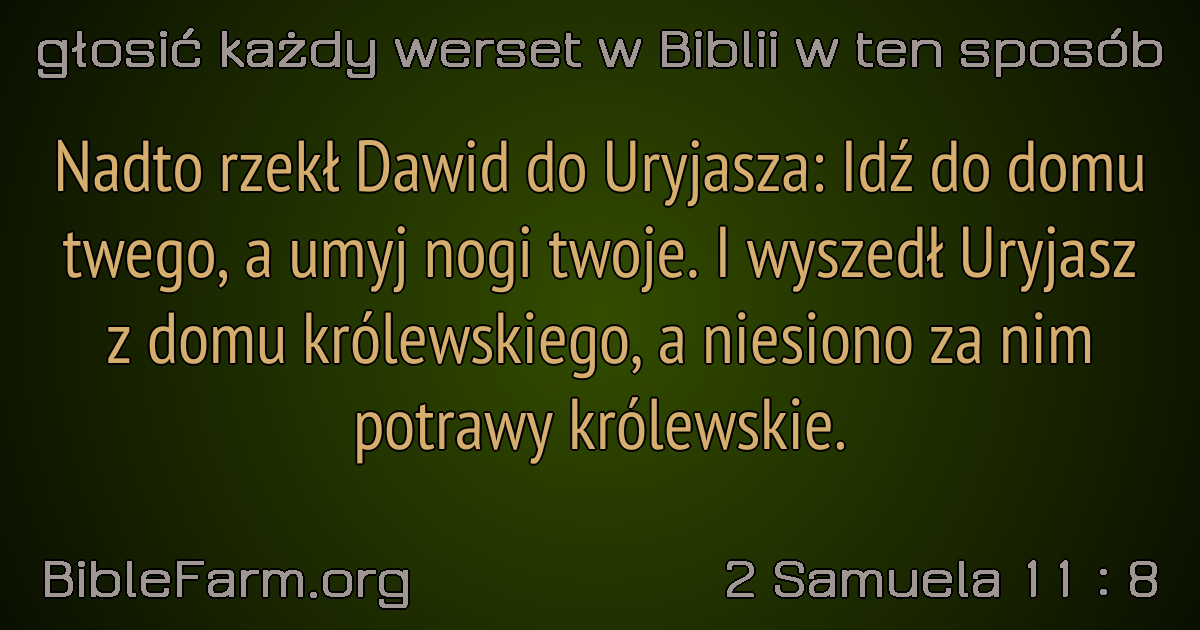 głosić każdy werset w Biblii w ten sposób
Nadto rzekł Dawid do Uryjasza: Idź do domu
twego, a umyj nogi twoje. I wyszedł Uryjasz
z domu królewskiego, a niesiono za nim
potrawy królewskie.
BibleFarm.org
2 Samuela 11 : 8